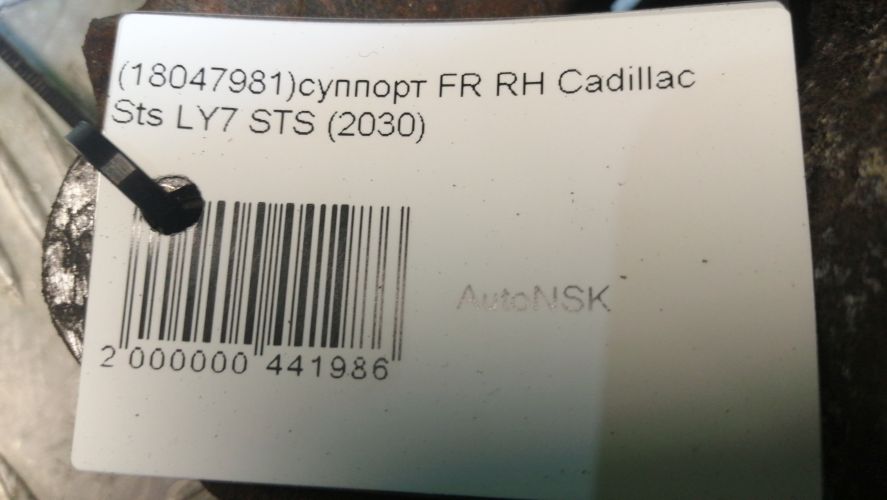 (18047981)суппорт FR RH Cadillac
Sts LY7 STS (2030)
AutoNSK
2 000000 441986